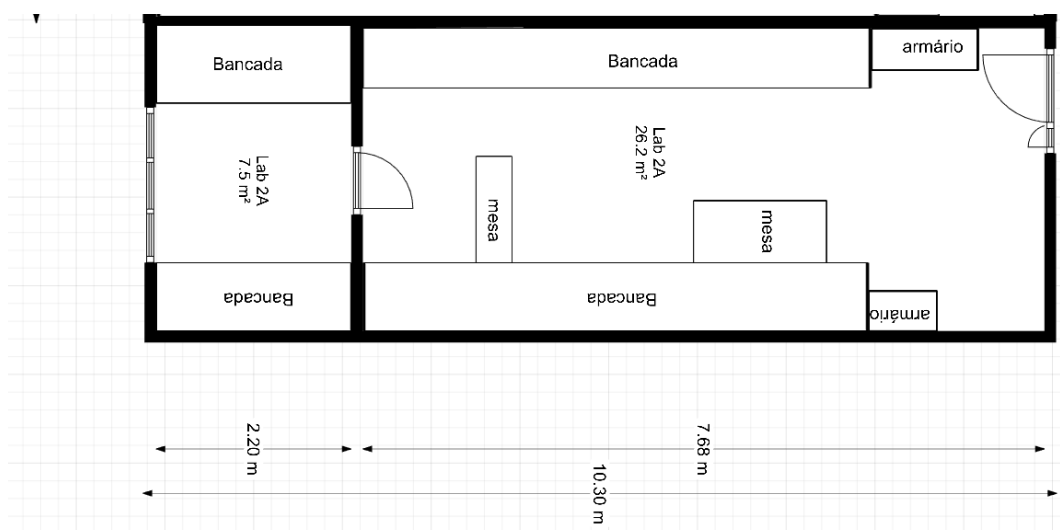 Bancada
Bancada
armário
Lab 2A
7.5 m²
Lab 2A
26.2 m²
mesa
mesa
Bancada
Bancada
armário
2.20 m
7.68 m
10.30 m